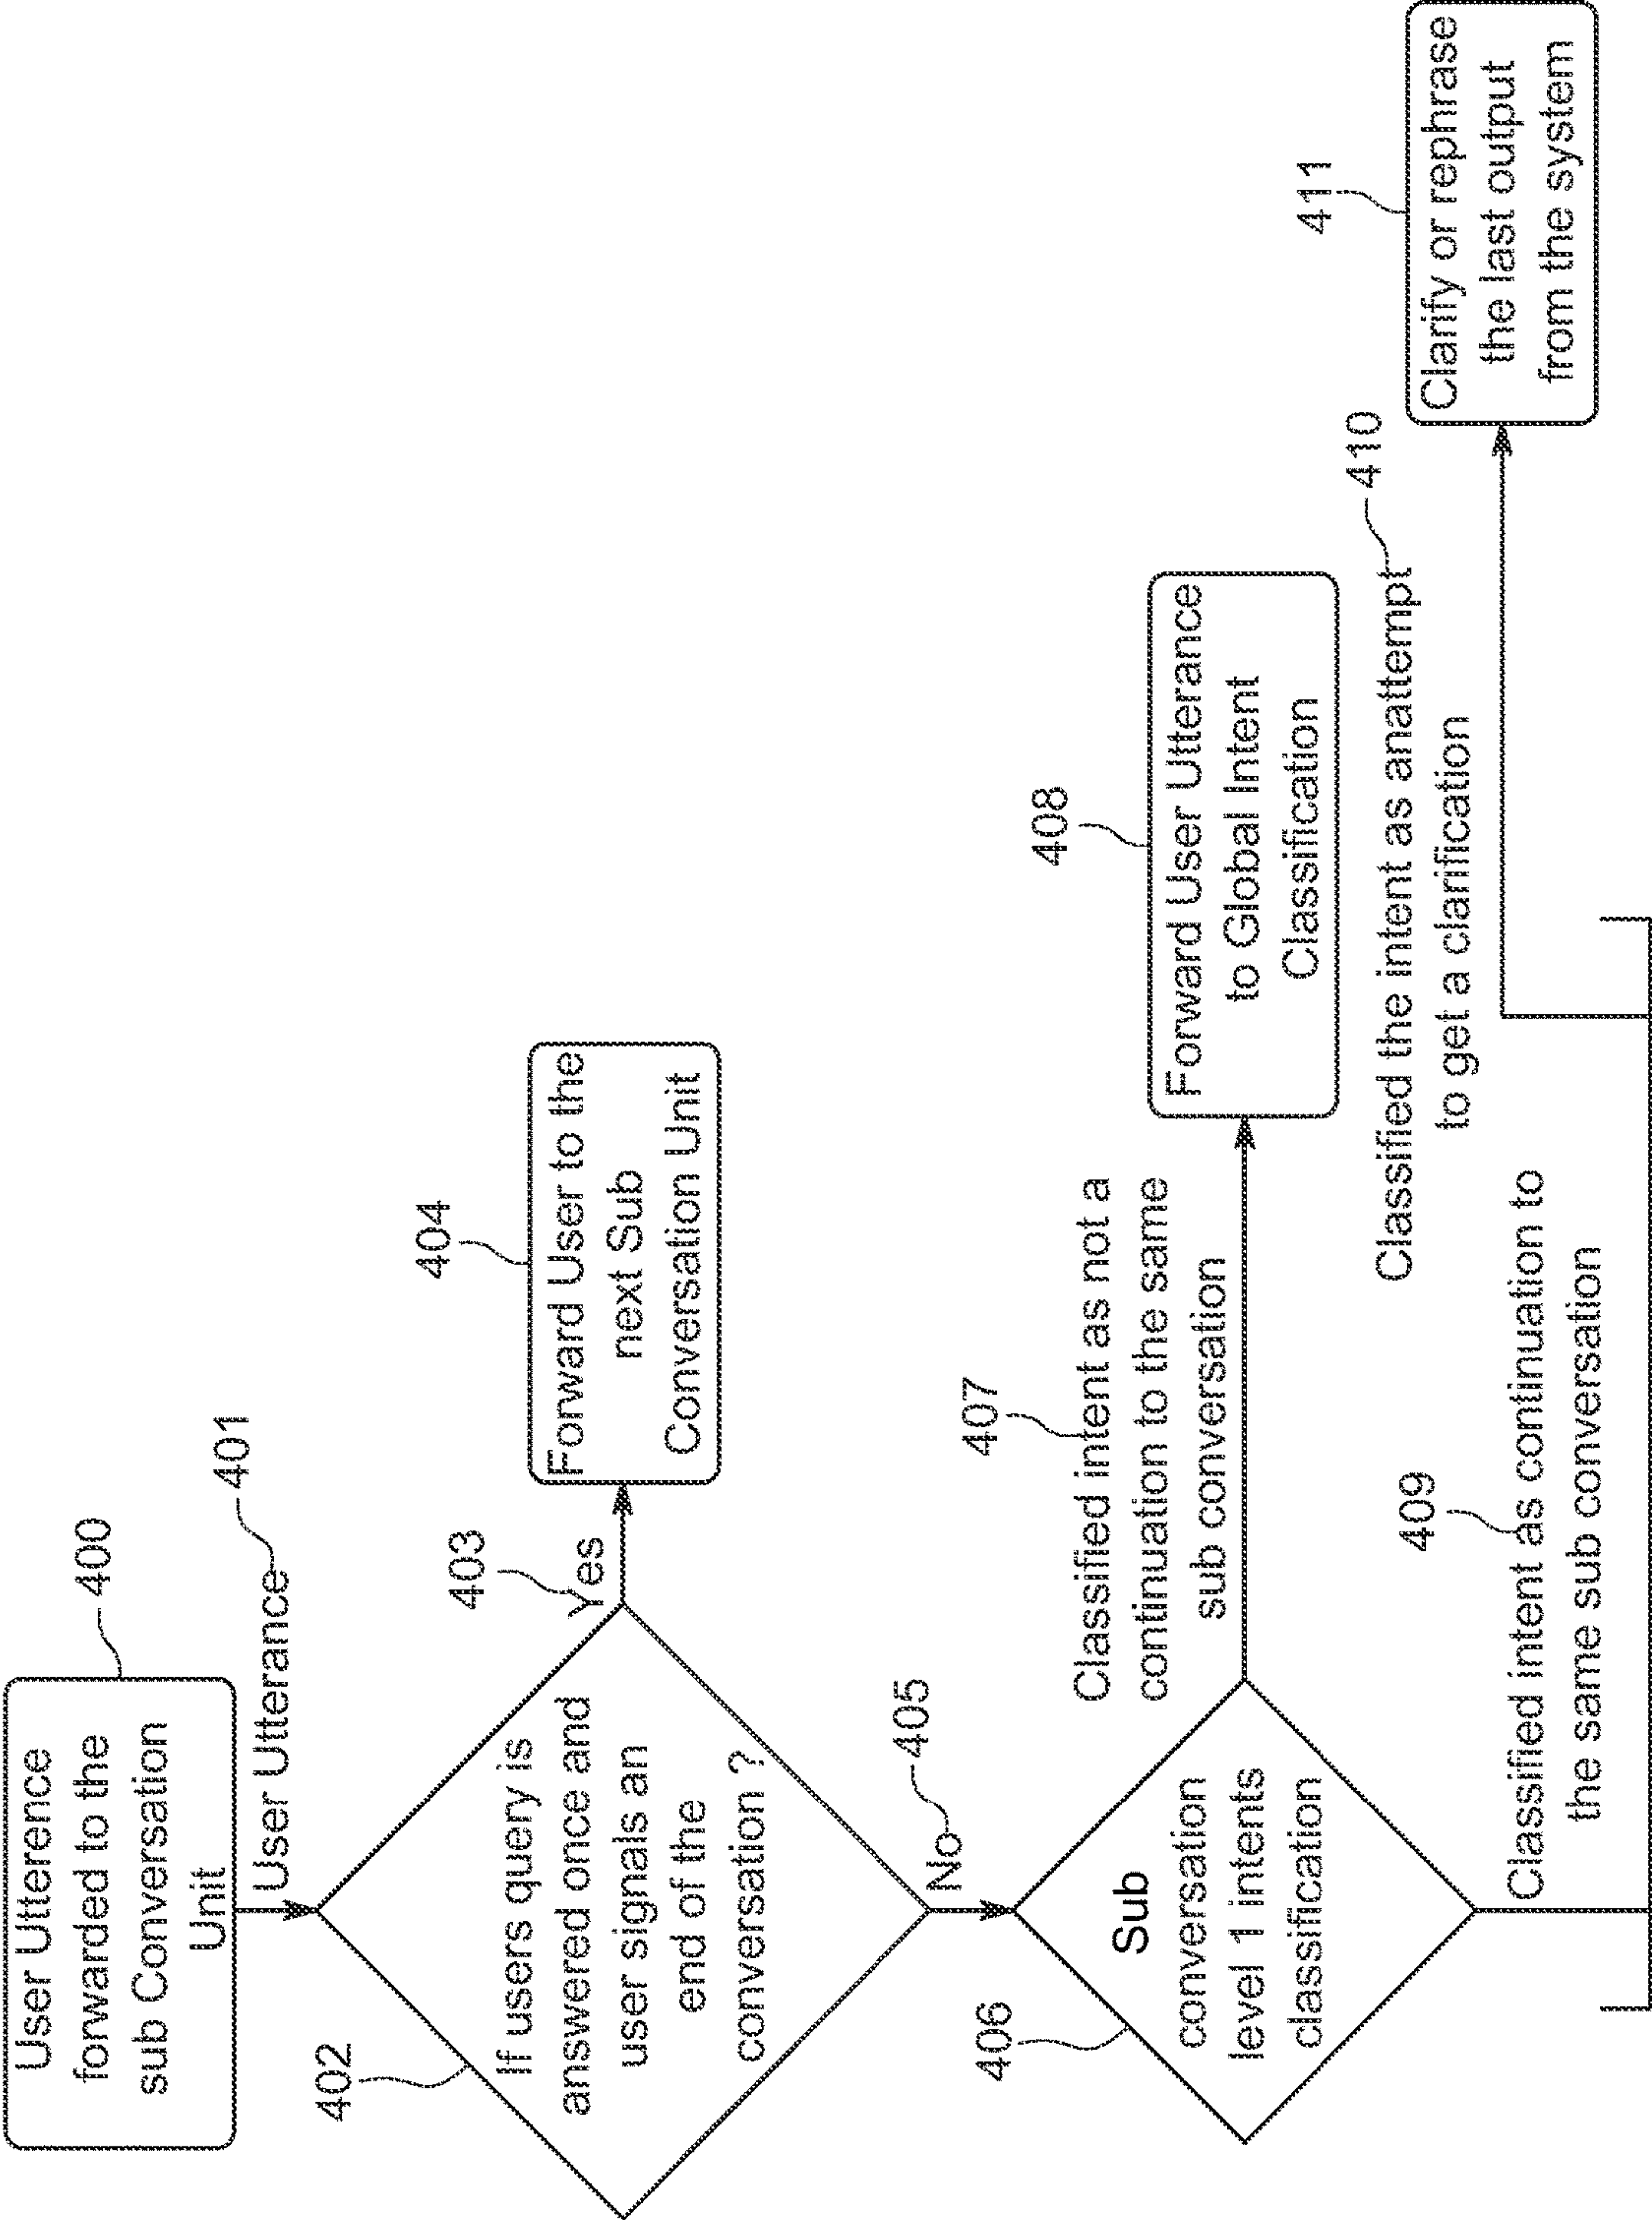 User Utterence
forwarded to the
sub Conversation
Unit
400
User Utterance
401
402
If users query is
answered once and
user signals an
end of the
conversation ?
403
Yes
404
Forward User to the
next Sub
Conversation Unit
No
405
406
Sub
conversation
level 1 intents
classification
407
Classified intent as not a
continuation to the same
sub conversation
408
Forward User Utterance
to Global Intent
Classification
409
Classified intent as continuation to
the same sub conversation
Classified the intent as anattempt
to get a clarification
410
411
Clarify or rephrase
the last output
from the system